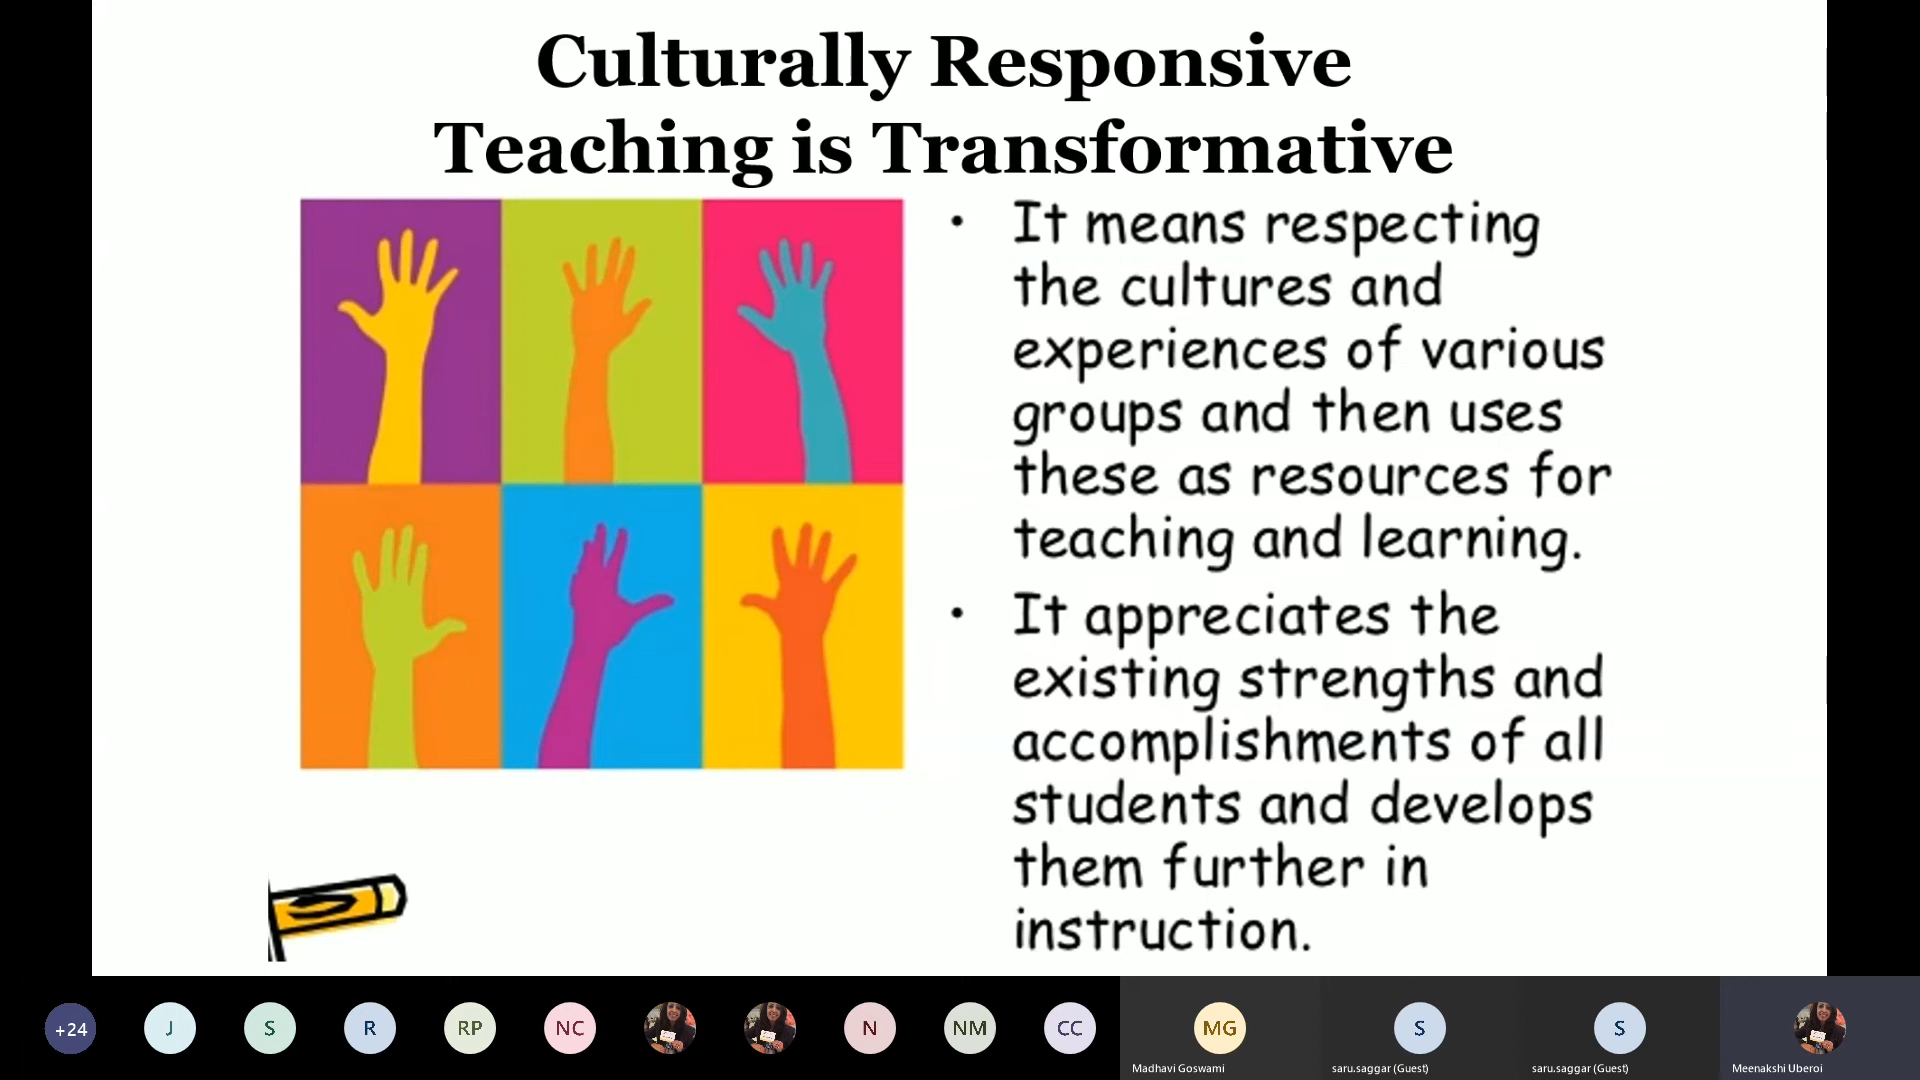 Culturally Responsive
Teaching is Transformative
• It means respecting
the cultures and
experiences of various
groups and then uses
these as resources for
teaching and learning.
• It appreciates the
existing strengths and
accomplishments of all
students and develops
them further in
instruction.
+24 J S R RP NC N NM CC MG S S
Madhavi Goswami saru.saggar (Guest) saru.saggar (Guest) Meenakshi Uberoi